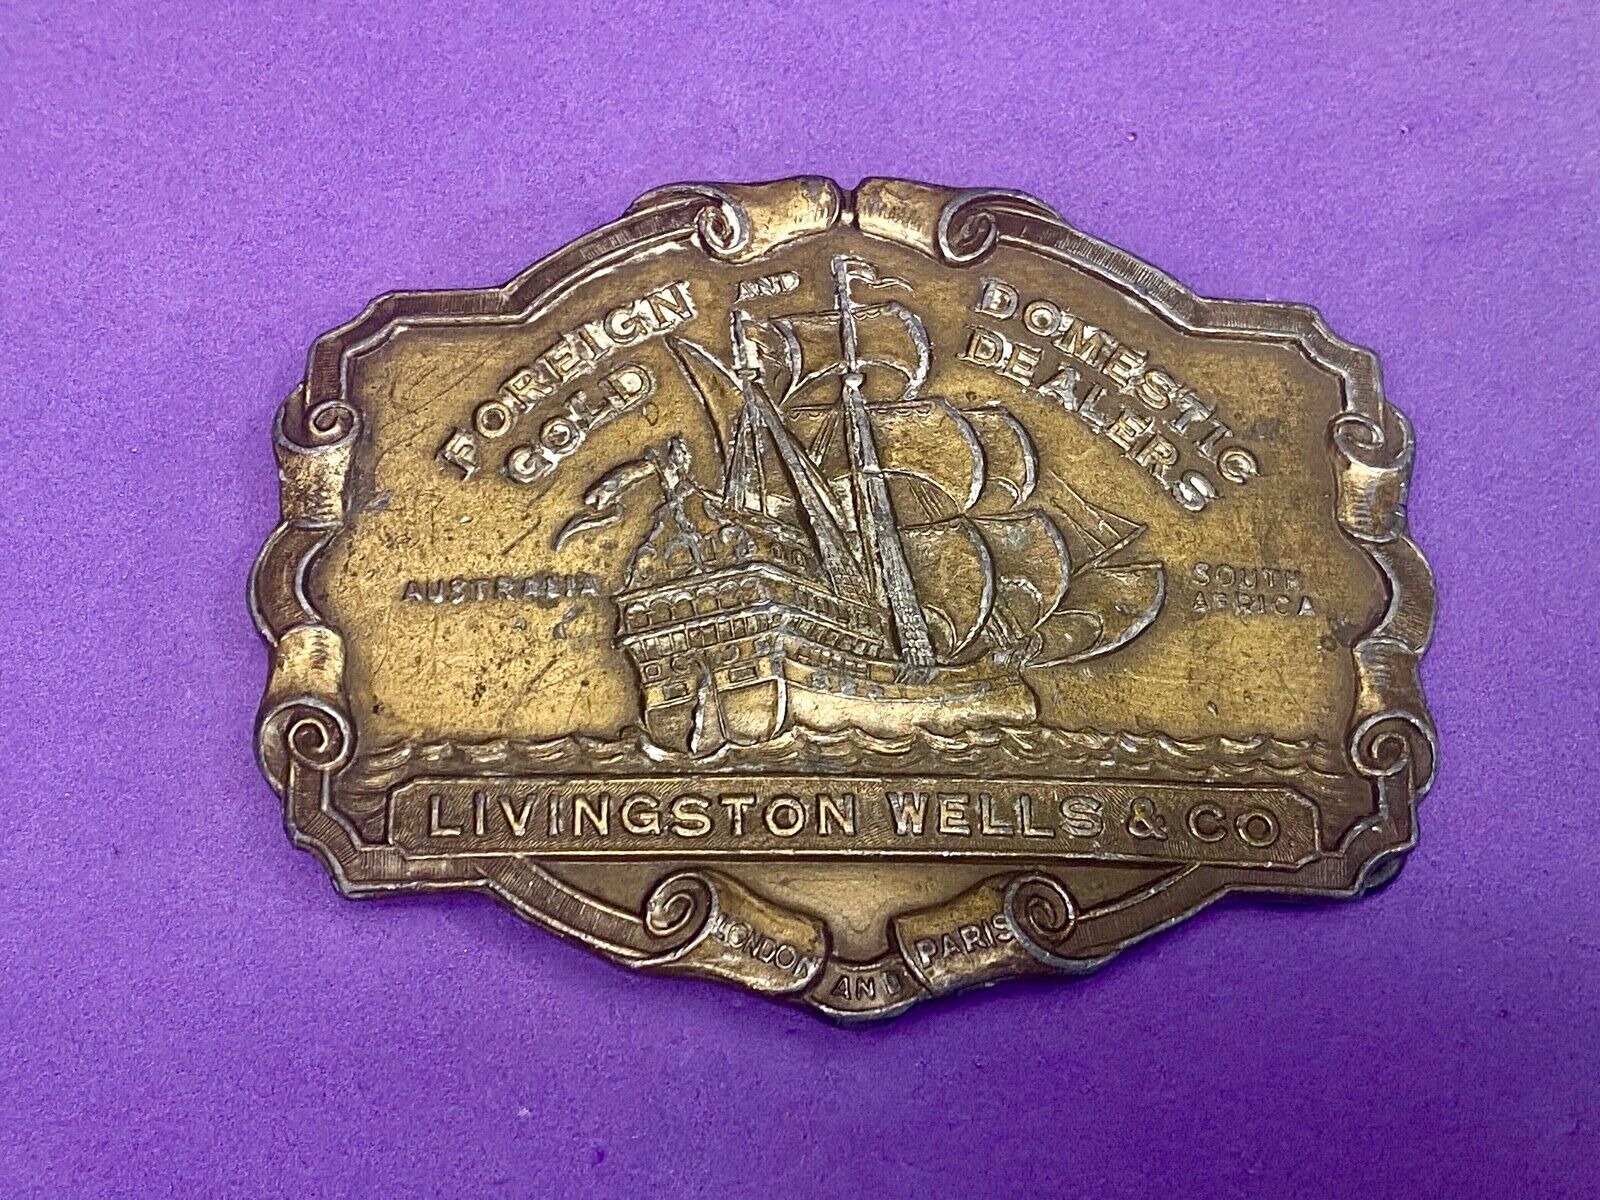 FOREIGN AND DOMESTIC
GOLD DEALERS
AUSTRALIA
SOUTH
AFRICA
LIVINGSTON WELLS & CO
LONDON AND PARIS